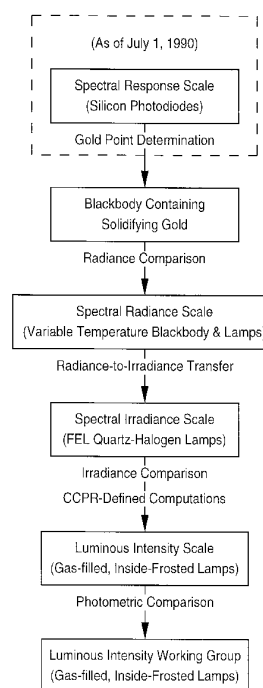 (As of July 1, 1990)
Spectral Response Scale
(Silicon Photodiodes)
Gold Point Determination
Blackbody Containing
Solidifying Gold
Radiance Comparison
Spectral Radiance Scale
(Variable Temperature Blackbody & Lamps)
Radiance-to-Irradiance Transfer
Spectral Irradiance Scale
(FEL Quartz-Halogen Lamps)
Irradiance Comparison
CCPR-Defined Computations
Luminous Intensity Scale
(Gas-filled, Inside-Frosted Lamps)
Photometric Comparison
Luminous Intensity Working Group
(Gas-filled, Inside-Frosted Lamps)